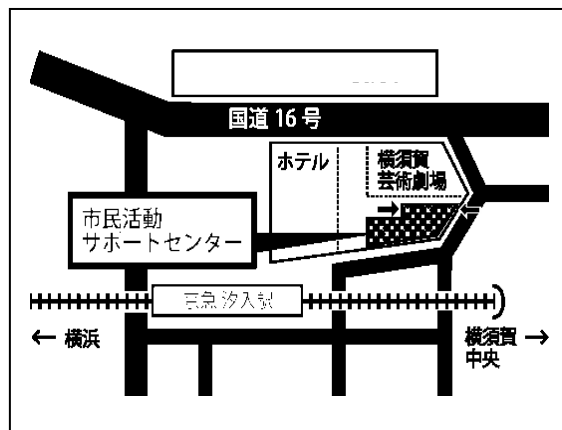 国道16号
ホテル
横須賀
芸術劇場
市民活動
サポートセンター
京急汐入駅
← 横浜
横須賀 →
中央